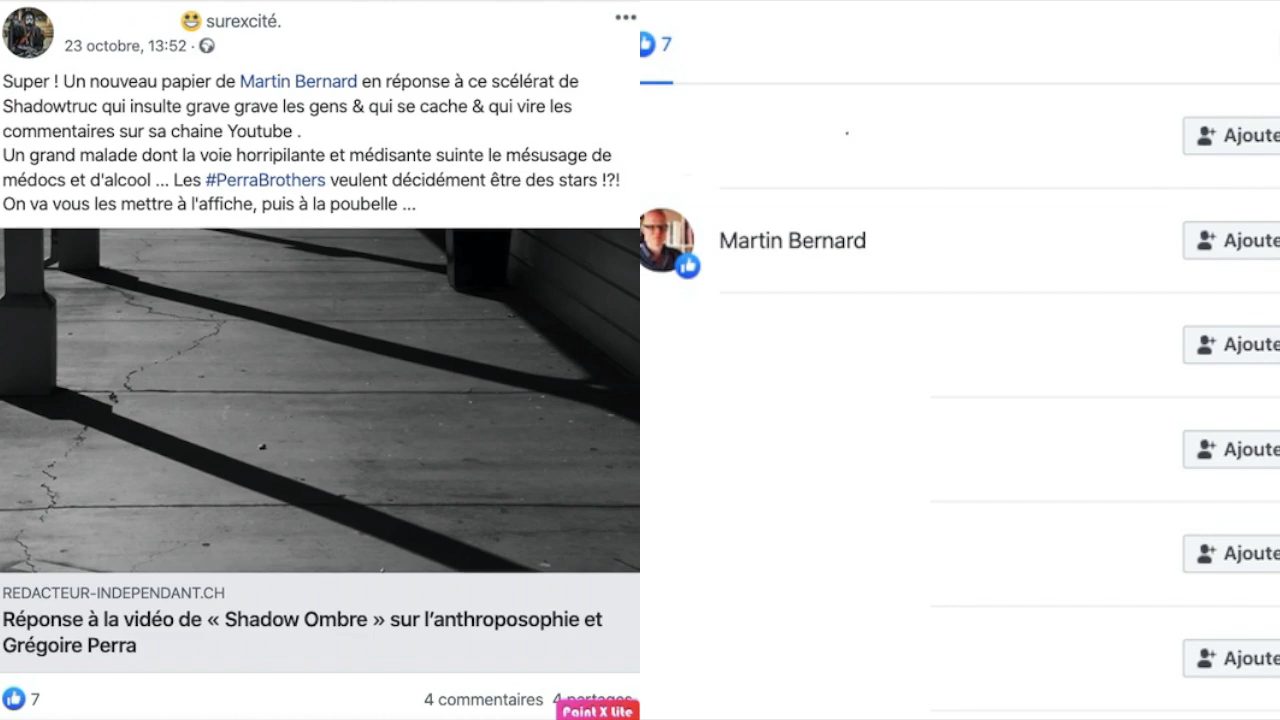 surexcité.
23 octobre, 13:52 ·
Super ! Un nouveau papier de Martin Bernard en réponse à ce scélérat de
Shadowtruc qui insulte grave grave les gens & qui se cache & qui vire les
commentaires sur sa chaine Youtube .
Un grand malade dont la voie horripilante et médisante suinte le mésusage de
médocs et d'alcool ... Les #PerraBrothers veulent décidément être des stars !?!
On va vous les mettre à l'affiche, puis à la poubelle ...
REDACTEUR-INDEPENDANT.CH
Réponse à la vidéo de « Shadow Ombre » sur l’anthroposophie et
Grégoire Perra
7
4 commentaires 4 partages
Paint X lite
7
Ajoute
Martin Bernard
Ajoute
Ajoute
Ajoute
Ajoute
Ajoute